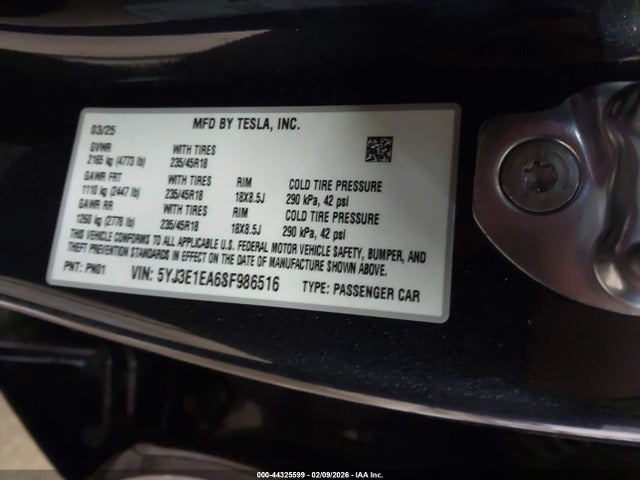 03/25 MFD BY TESLA, INC.
GVWR WITH TIRES
2165 kg (4773 lb) 235/45R18
GAWR FRT WITH TIRES RIM COLD TIRE PRESSURE
1110 kg (2447 lb) 235/45R18 18X8.5J 290 kPa, 42 psi
GAWR RR WITH TIRES RIM COLD TIRE PRESSURE
1260 kg (2778 lb) 235/45R18 18X8.5J 290 kPa, 42 psi
THIS VEHICLE CONFORMS TO ALL APPLICABLE U.S. FEDERAL MOTOR VEHICLE SAFETY, BUMPER, AND
THEFT PREVENTION STANDARDS IN EFFECT ON THE DATE OF MANUFACTURE SHOWN ABOVE.
PNT: PN01 VIN: 5YJ3E1EA6SF986516 TYPE: PASSENGER CAR
000-44325599 - 02/09/2026 - IAA Inc.